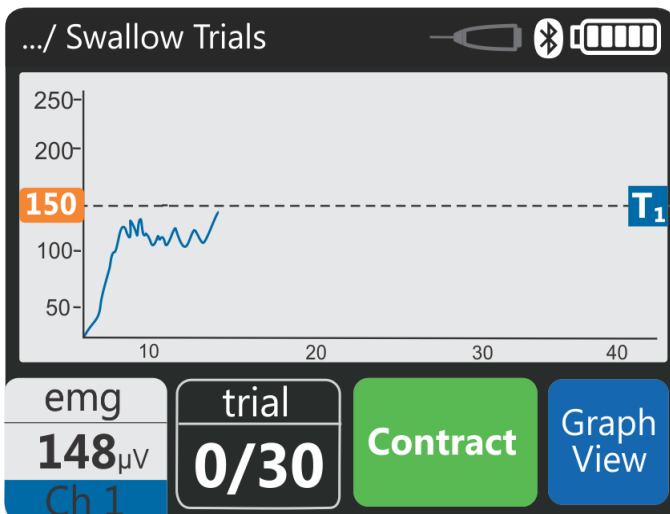 .../ Swallow Trials
250
200
150
T1
100
50
10 20 30 40
emg
148μV
Ch 1
trial
0/30
Contract
Graph
View